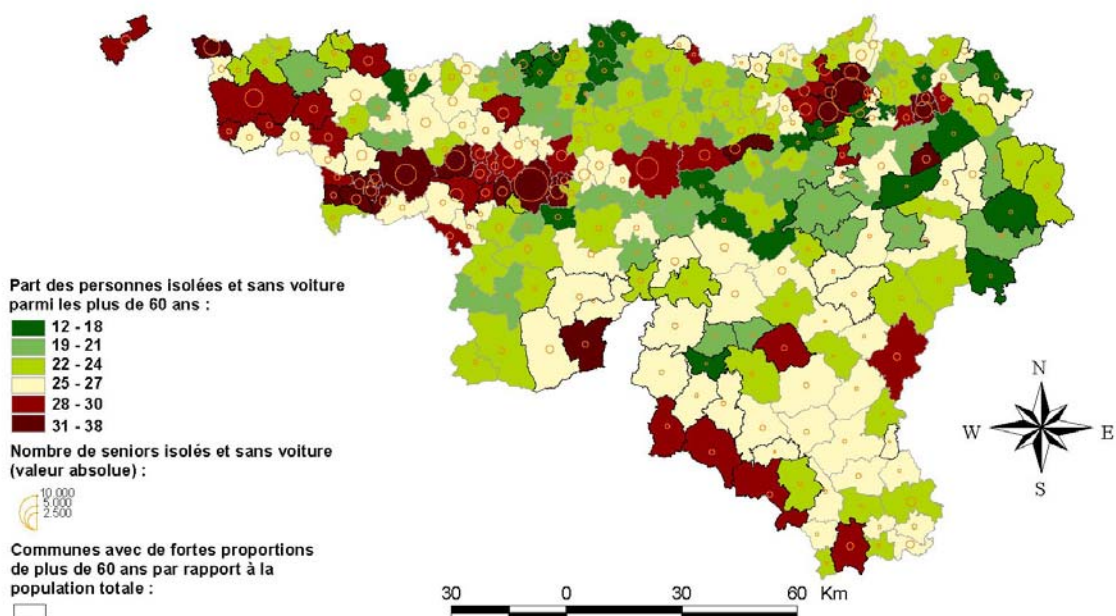 Part des personnes isolées et sans voiture
parmi les plus de 60 ans :
12 - 18
19 - 21
22 - 24
25 - 27
28 - 30
31 - 38
Nombre de seniors isolés et sans voiture
(valeur absolue) :
10.000
5.000
2.500
Communes avec de fortes proportions
de plus de 60 ans par rapport à la
population totale :
N
W
E
S
30 0 30 60 Km